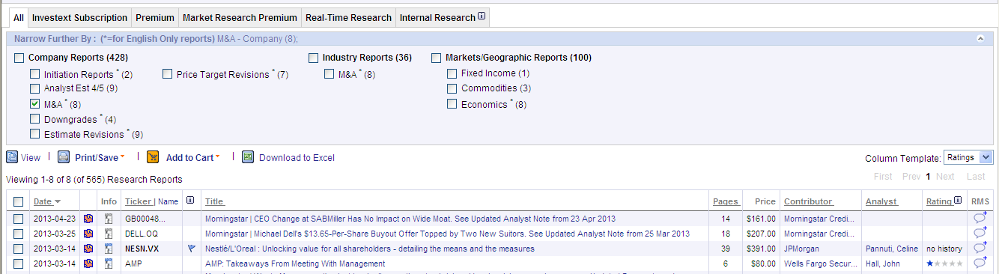 All Investext Subscription Premium Market Research Premium Real-Time Research Internal Research
Narrow Further By : (*=for English Only reports) M&A - Company (8);
Company Reports (428) Industry Reports (36) Markets/Geographic Reports (100)
Initiation Reports * (2) Price Target Revisions * (7) M&A * (8) Fixed Income (1)
Analyst Est 4/5 (9) Commodities (3)
M&A * (8) Economics * (8)
Downgrades * (4)
Estimate Revisions * (9)
View | Print/Save | Add to Cart | Download to Excel Column Template: Ratings
Viewing 1-8 of 8 (of 565) Research Reports First Prev 1 Next Last
Date Info Ticker | Name Title Pages Price Contributor Analyst Rating RMS
2013-04-23 GB00048... Morningstar | CEO Change at SABMiller Has No Impact on Wide Moat. See Updated Analyst Note from 23 Apr 2013 14 $161.00 Morningstar Credi...
2013-03-25 DELL.OQ Morningstar | Michael Dell's $13.65-Per-Share Buyout Offer Topped by Two New Suitors. See Updated Analyst Note from 25 Mar 2013 18 $207.00 Morningstar Credi...
2013-03-14 NESN.VX Nestlé/L'Oreal : Unlocking value for all shareholders - detailing the means and the measures 39 $391.00 JPMorgan Pannuti, Celine no history
2013-03-14 AMP AMP: Takeaways From Meeting With Management 6 $80.00 Wells Fargo Secur... Hall, John